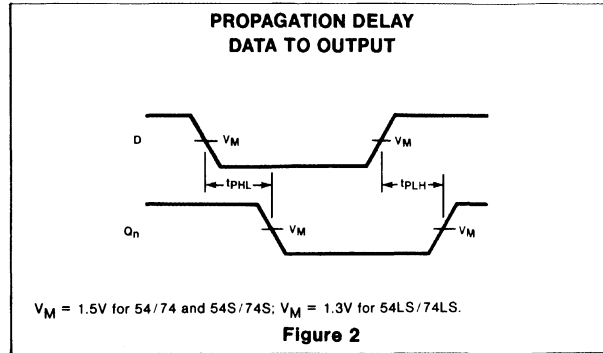 PROPAGATION DELAY
DATA TO OUTPUT
D
VM
VM
tPHL
tPLH
Qn
VM
VM
VM = 1.5V for 54/74 and 54S/74S; VM = 1.3V for 54LS/74LS.
Figure 2